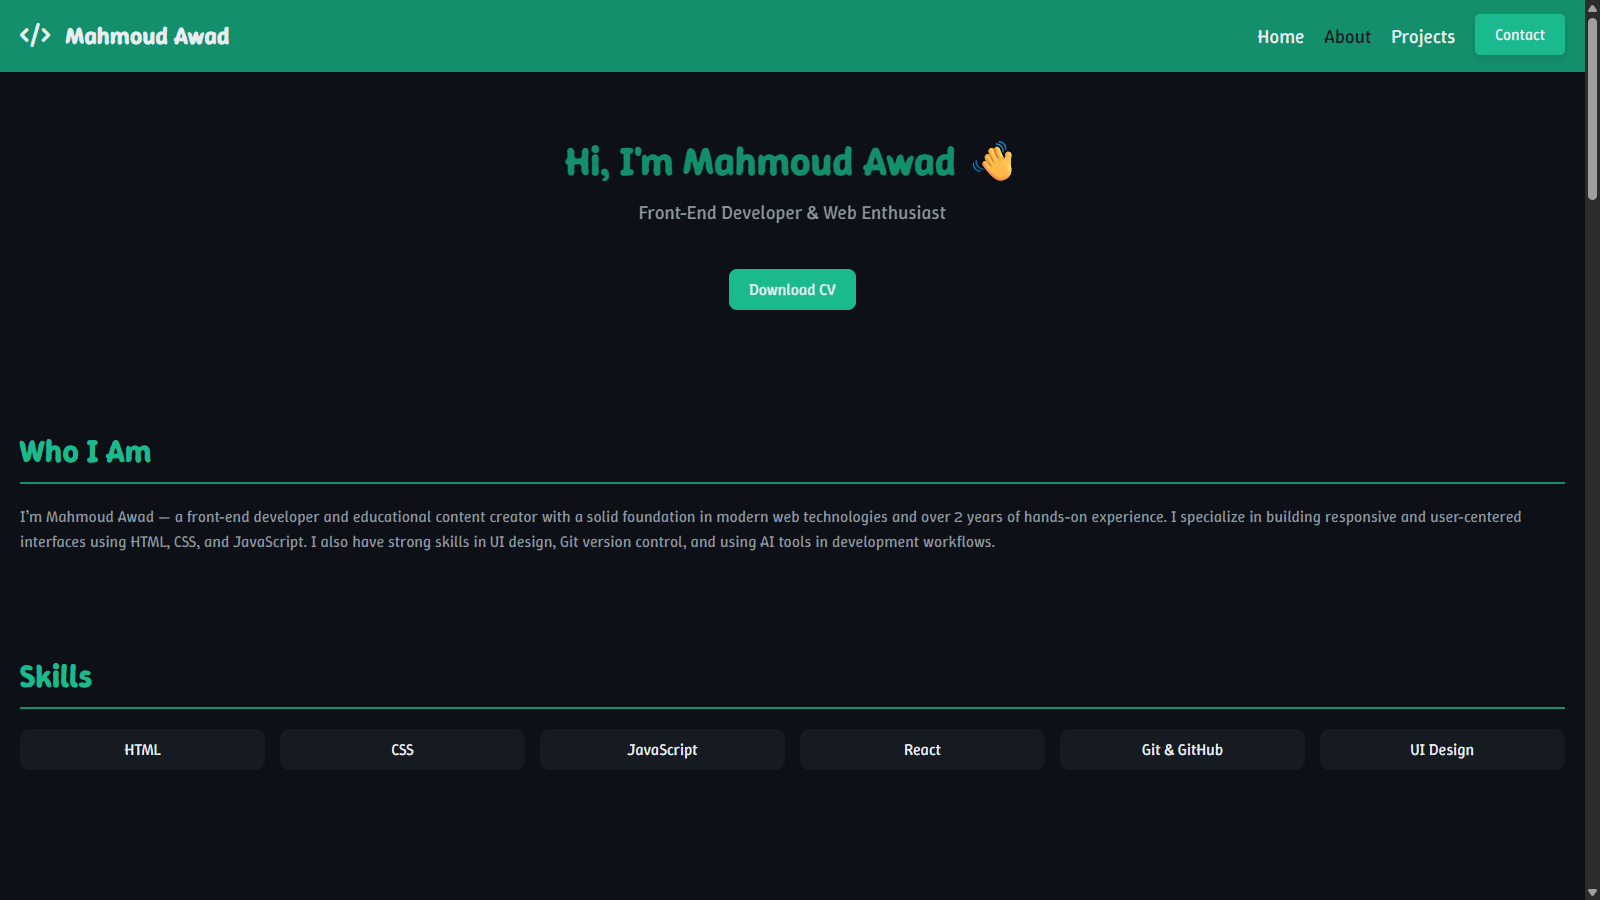 </> Mahmoud Awad
Home About Projects Contact
Hi, I'm Mahmoud Awad 👋
Front-End Developer & Web Enthusiast
Download CV
Who I Am
I'm Mahmoud Awad — a front-end developer and educational content creator with a solid foundation in modern web technologies and over 2 years of hands-on experience. I specialize in building responsive and user-centered
interfaces using HTML, CSS, and JavaScript. I also have strong skills in UI design, Git version control, and using AI tools in development workflows.
Skills
HTML CSS JavaScript React Git & GitHub UI Design